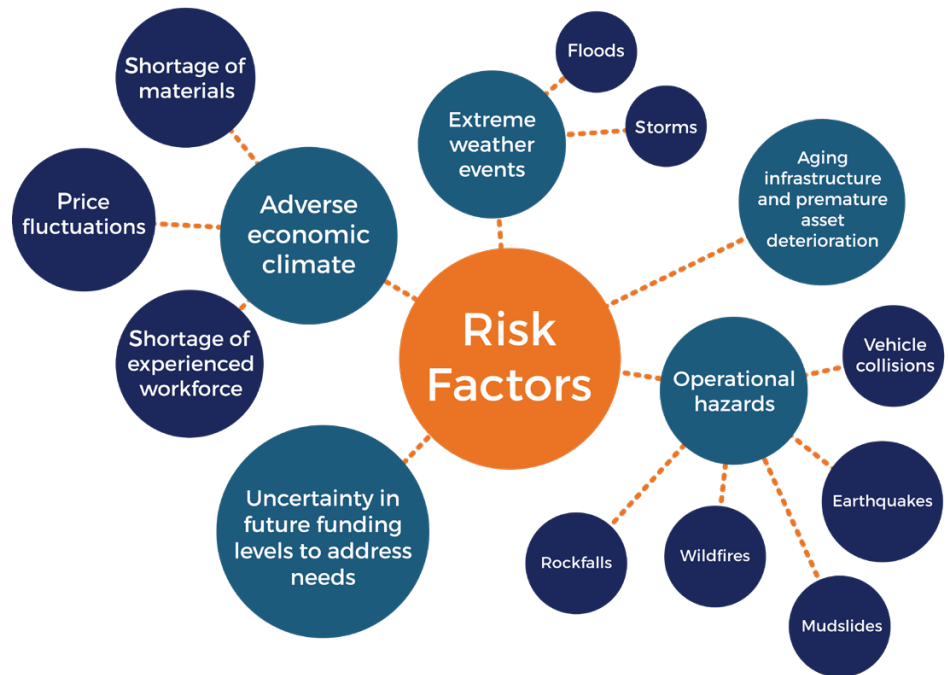 Risk
Factors
Adverse
economic
climate
Shortage of
materials
Price
fluctuations
Shortage of
experienced
workforce
Extreme
weather
events
Floods
Storms
Aging
infrastructure
and premature
asset
deterioration
Operational
hazards
Vehicle
collisions
Earthquakes
Mudslides
Wildfires
Rockfalls
Uncertainty in
future funding
levels to address
needs